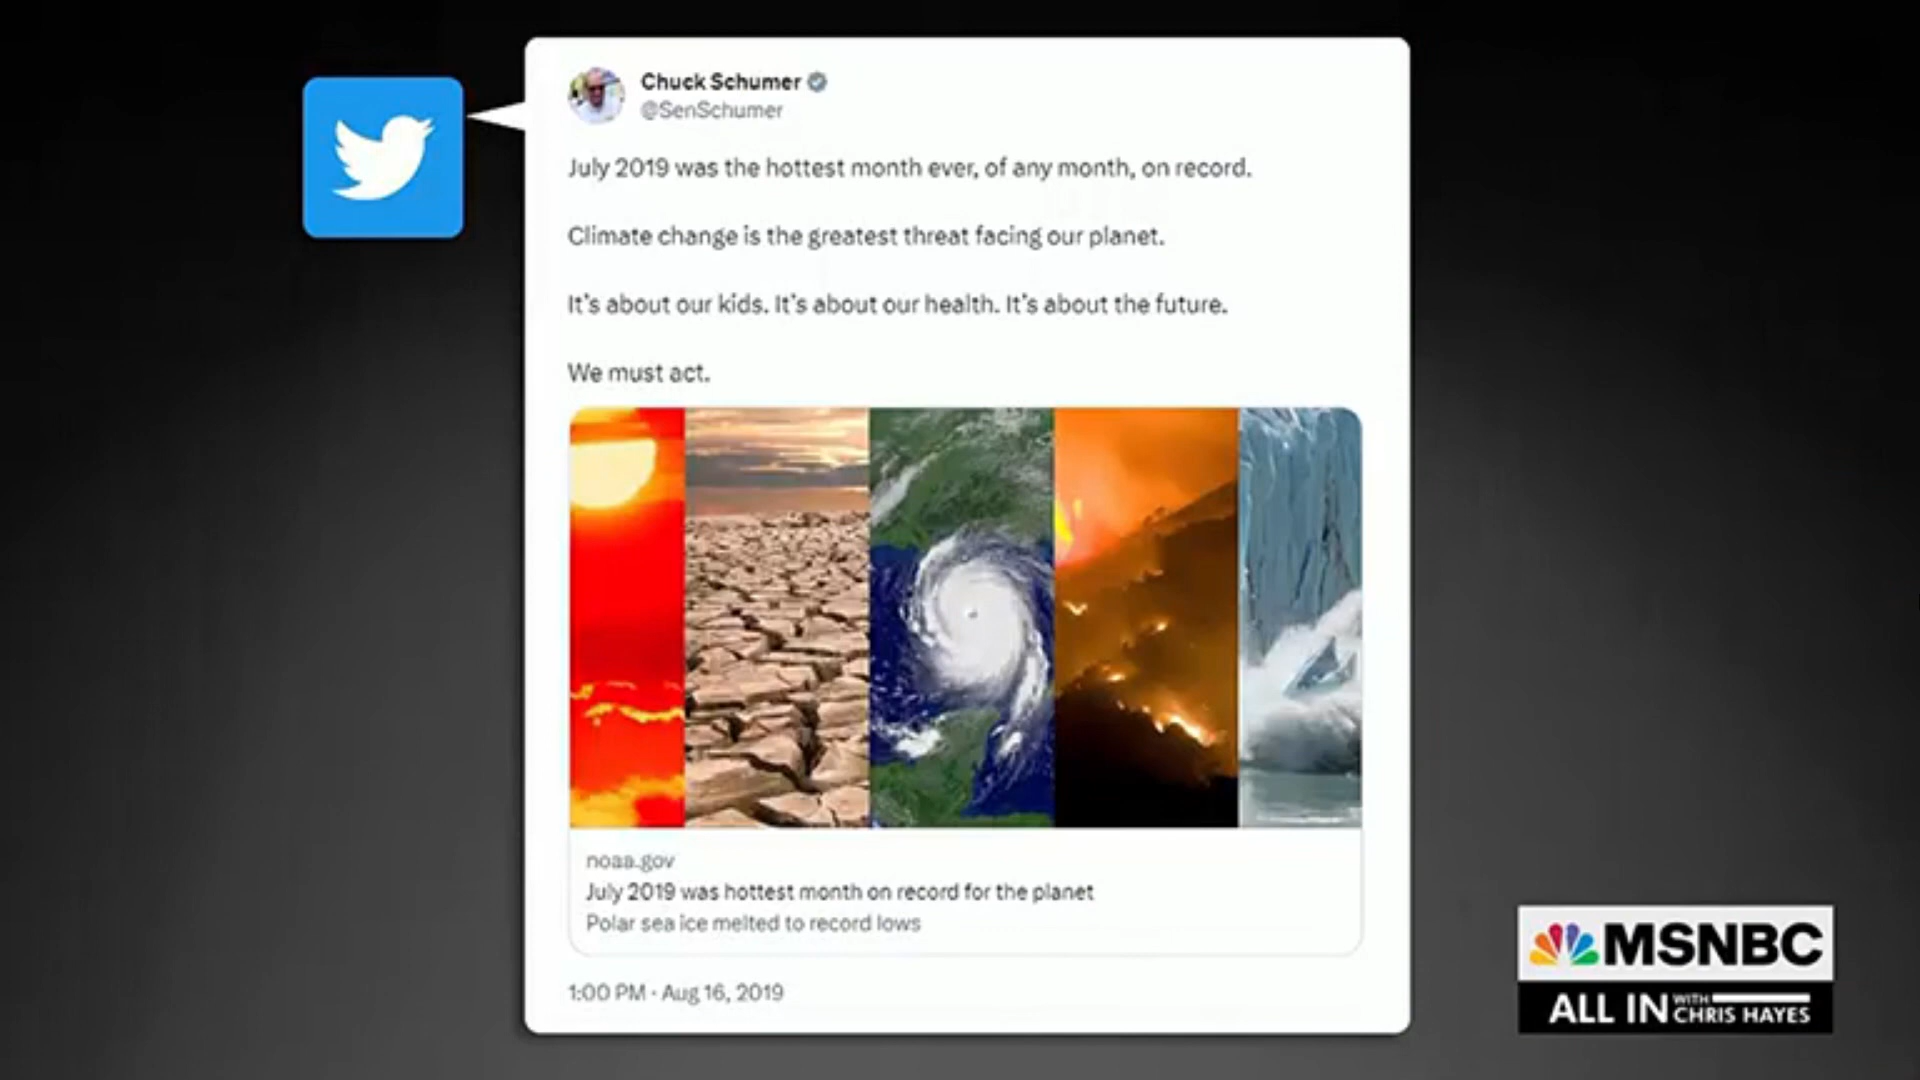 Chuck Schumer
@SenSchumer
July 2019 was the hottest month ever, of any month, on record.
Climate change is the greatest threat facing our planet.
It's about our kids. It's about our health. It's about the future.
We must act.
noaa.gov
July 2019 was hottest month on record for the planet
Polar sea ice melted to record lows
1:00 PM · Aug 16, 2019
MSNBC
ALL IN WITH CHRIS HAYES